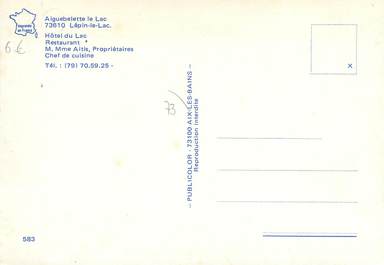 Aiguebelette le Lac
73610 Lépin-le-Lac.
Hôtel du Lac
Restaurant *
M. Mme Aitis, Propriétaires
Chef de cuisine
Tél. : (79) 70.59.25 -
6 €
73
— PUBLICOLOR - 73100 AIX-LES-BAINS —
Reproduction interdite
x
583